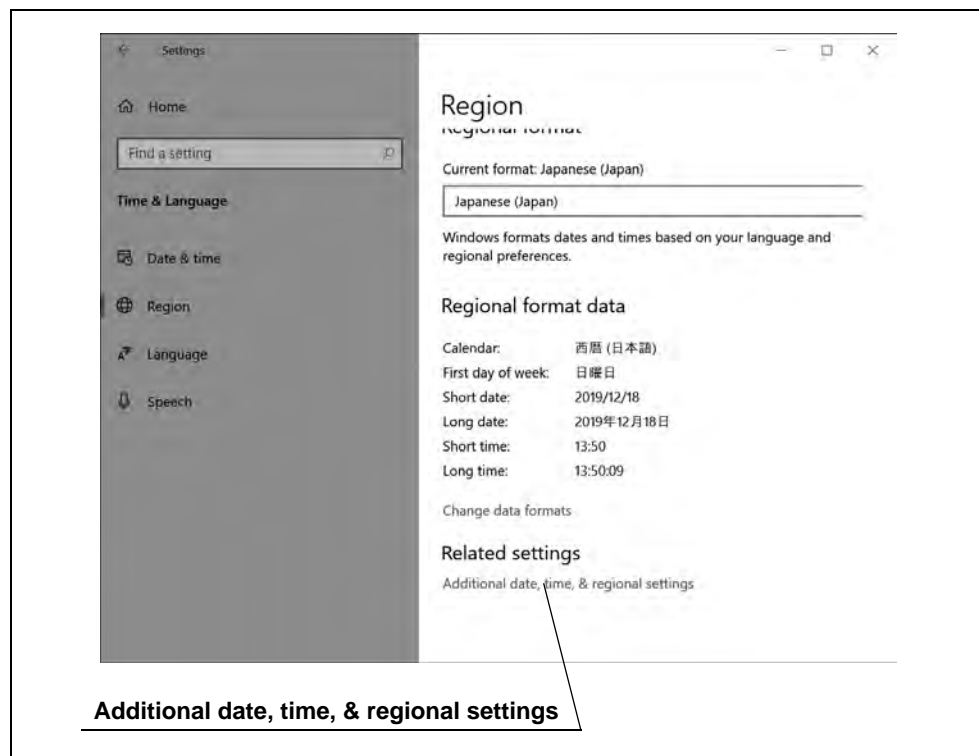 Settings
Home
Find a setting
Time & Language
Date & time
Region
Language
Speech
Region
Regional format
Current format: Japanese (Japan)
Japanese (Japan)
Windows formats dates and times based on your language and
regional preferences.
Regional format data
Calendar: 西暦 (日本語)
First day of week: 日曜日
Short date: 2019/12/18
Long date: 2019年12月18日
Short time: 13:50
Long time: 13:50:09
Change data formats
Related settings
Additional date, time, & regional settings
Additional date, time, & regional settings